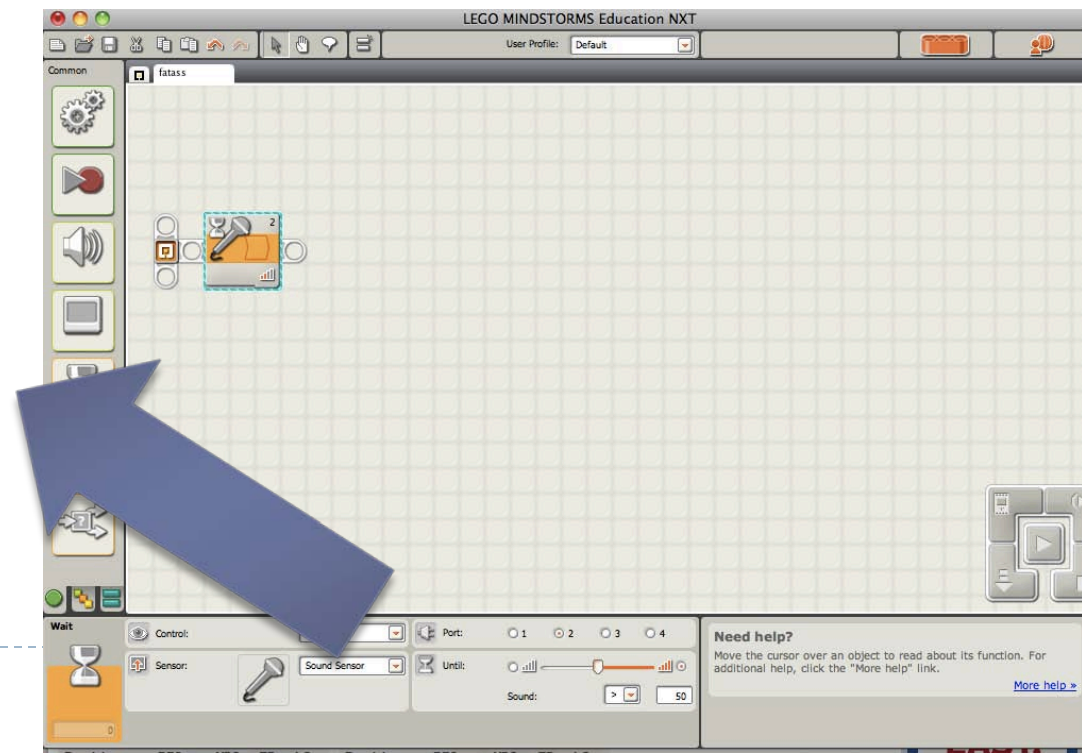 LEGO MINDSTORMS Education NXT
User Profile: Default
Common
fatass
2
Wait
Control:
Port: 1 2 3 4
Need help?
Move the cursor over an object to read about its function. For
additional help, click the "More help" link.
Sensor: Sound Sensor
Until:
More help »
Sound: > 50
0